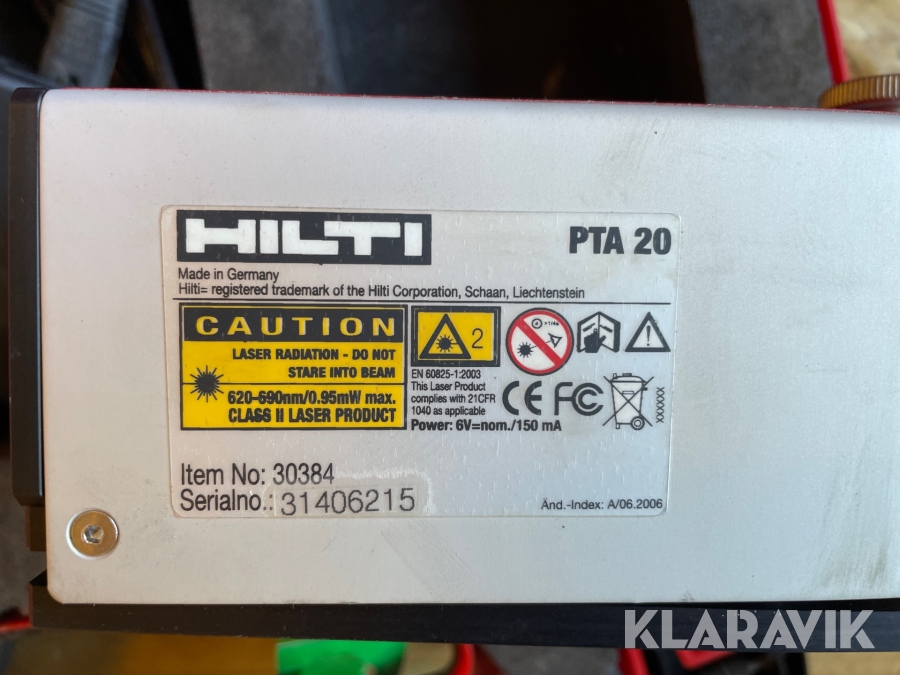 HILTI
PTA 20
Made in Germany
Hilti= registered trademark of the Hilti Corporation, Schaan, Liechtenstein
CAUTION
LASER RADIATION - DO NOT
STARE INTO BEAM
620-690nm/0.95mW max.
CLASS II LASER PRODUCT
2
EN 60825-1:2003
This Laser Product
complies with 21CFR
1040 as applicable
Power: 6V=nom./150 mA
CE FC
XXXXXX
Item No: 30384
Serialno.: 31406215
Änd.-Index: A/06.2006
KLARAVIK